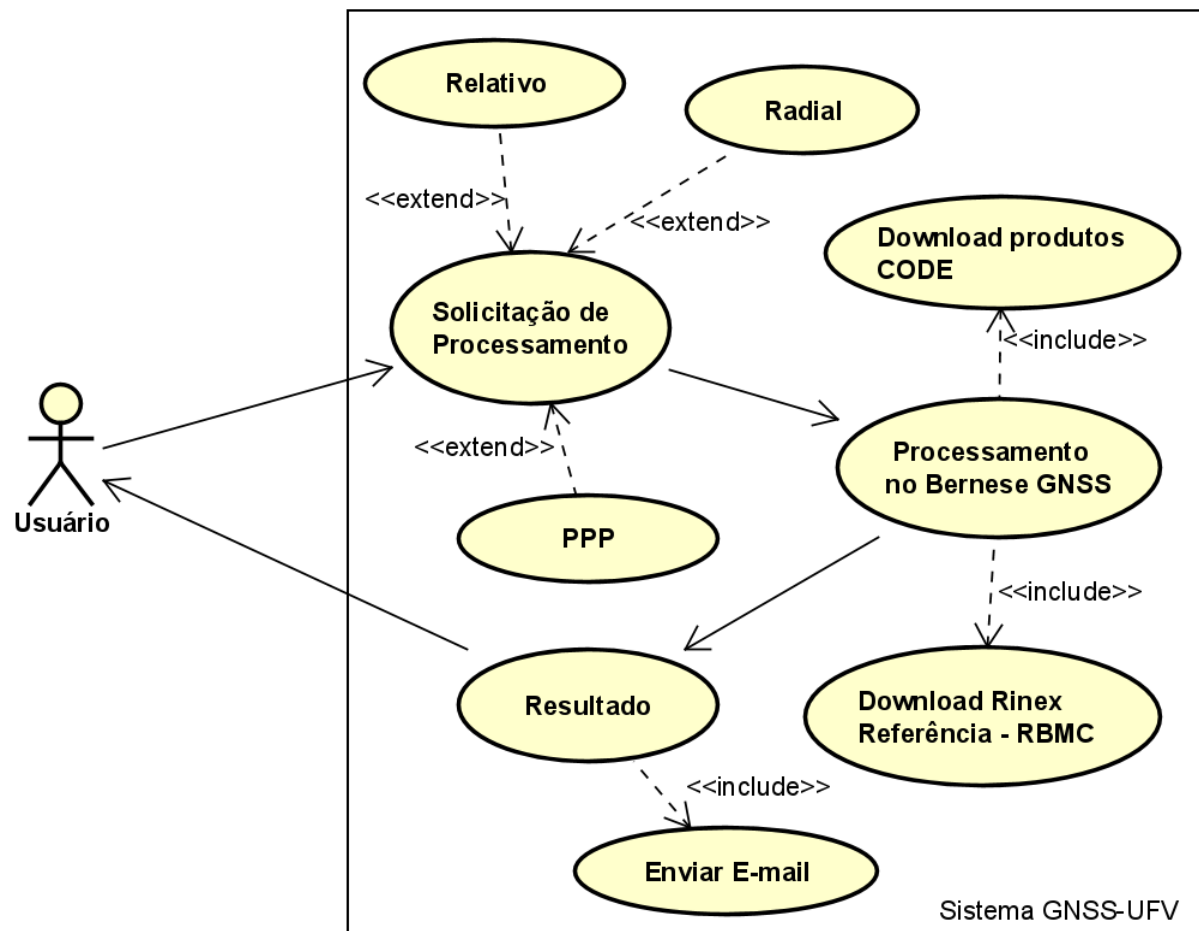 Relativo
Radial
<<extend>>
<<extend>>
Download produtos
CODE
Solicitação de
Processamento
<<include>>
<<extend>>
Processamento
no Bernese GNSS
Usuário
PPP
<<include>>
Resultado
Download Rinex
Referência - RBMC
<<include>>
Enviar E-mail
Sistema GNSS-UFV